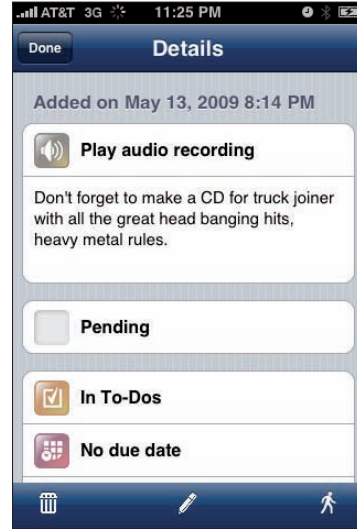 AT&T 3G 11:25 PM
Done Details
Added on May 13, 2009 8:14 PM
Play audio recording
Don't forget to make a CD for truck joiner
with all the great head banging hits,
heavy metal rules.
Pending
In To-Dos
No due date